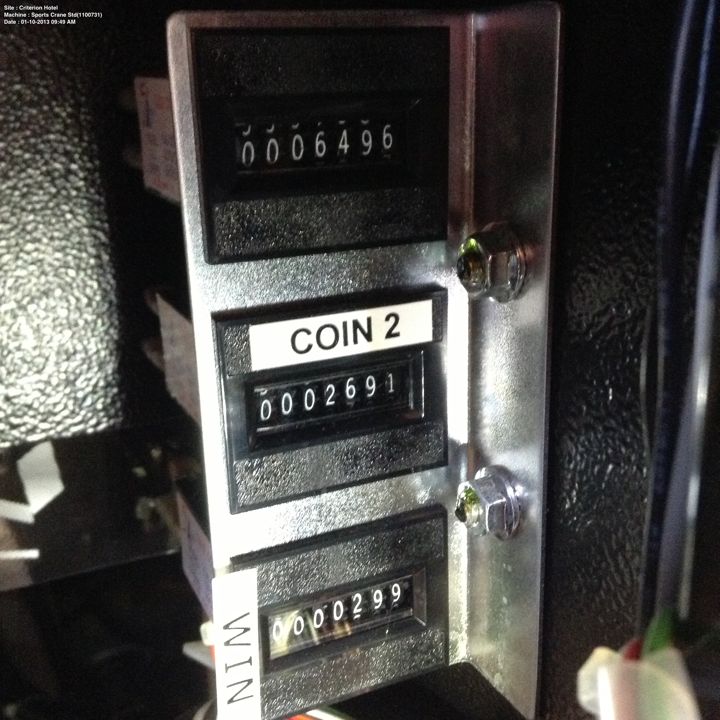 Site : Criterion Hotel
Machine : Sports Crane Std(1100731)
Date : 01-10-2013 09:49 AM
0006496
COIN 2
0002691
0000299
WIN